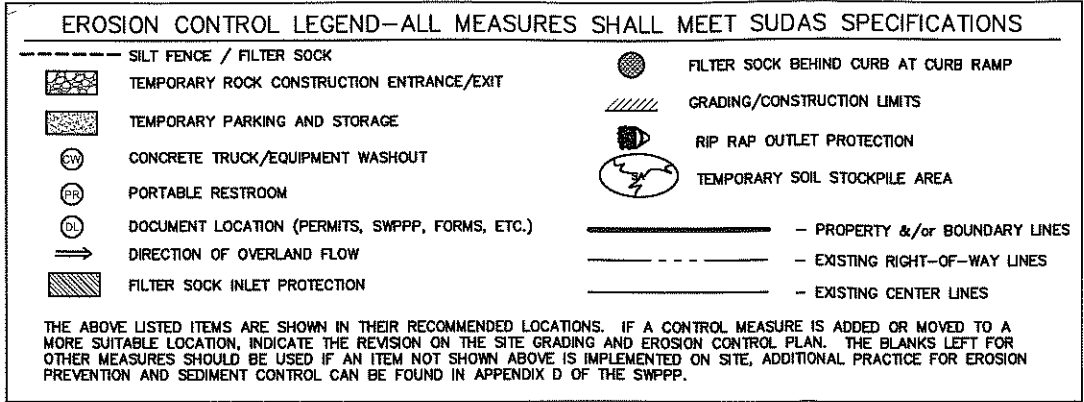 EROSION CONTROL LEGEND-ALL MEASURES SHALL MEET SUDAS SPECIFICATIONS
SILT FENCE / FILTER SOCK
TEMPORARY ROCK CONSTRUCTION ENTRANCE/EXIT
TEMPORARY PARKING AND STORAGE
CW CONCRETE TRUCK/EQUIPMENT WASHOUT
PR PORTABLE RESTROOM
DL DOCUMENT LOCATION (PERMITS, SWPPP, FORMS, ETC.)
DIRECTION OF OVERLAND FLOW
FILTER SOCK INLET PROTECTION
FILTER SOCK BEHIND CURB AT CURB RAMP
GRADING/CONSTRUCTION LIMITS
RIP RAP OUTLET PROTECTION
TEMPORARY SOIL STOCKPILE AREA
- PROPERTY &/or BOUNDARY LINES
- EXISTING RIGHT-OF-WAY LINES
- EXISTING CENTER LINES
THE ABOVE LISTED ITEMS ARE SHOWN IN THEIR RECOMMENDED LOCATIONS. IF A CONTROL MEASURE IS ADDED OR MOVED TO A
MORE SUITABLE LOCATION, INDICATE THE REVISION ON THE SITE GRADING AND EROSION CONTROL PLAN. THE BLANKS LEFT FOR
OTHER MEASURES SHOULD BE USED IF AN ITEM NOT SHOWN ABOVE IS IMPLEMENTED ON SITE, ADDITIONAL PRACTICE FOR EROSION
PREVENTION AND SEDIMENT CONTROL CAN BE FOUND IN APPENDIX D OF THE SWPPP.